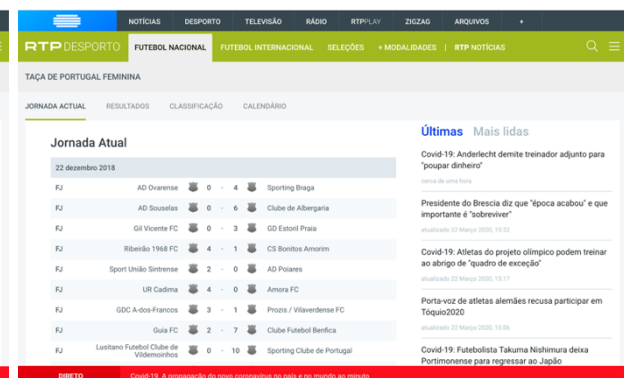 NOTÍCIAS DESPORTO TELEVISÃO RÁDIO RTPPLAY ZIGZAG ARQUIVOS +
RTP DESPORTO FUTEBOL NACIONAL FUTEBOL INTERNACIONAL SELEÇÕES + MODALIDADES | RTP NOTÍCIAS
TAÇA DE PORTUGAL FEMININA
JORNADA ACTUAL RESULTADOS CLASSIFICAÇÃO CALENDÁRIO
Jornada Atual
22 dezembro 2018
FJ AD Ovarense 0 - 4 Sporting Braga
FJ AD Souselas 0 - 6 Clube de Albergaria
FJ Gil Vicente FC 0 - 3 GD Estoril Praia
FJ Ribeirão 1968 FC 4 - 1 CS Bonitos Amorim
FJ Sport União Sintrense 2 - 0 AD Poiares
FJ UR Cadima 4 - 0 Amora FC
FJ GDC A-dos-Francos 3 - 1 Prozis / Vilaverdense FC
FJ Guia FC 2 - 7 Clube Futebol Benfica
FJ Lusitano Futebol Clube de
Vildemoinhos 0 - 10 Sporting Clube de Portugal
Últimas Mais lidas
Covid-19: Anderlecht demite treinador adjunto para
"poupar dinheiro"
cerca de uma hora
Presidente do Brescia diz que "época acabou" e que
importante é "sobreviver"
atualizado 22 Março 2020, 15:32
Covid-19: Atletas do projeto olímpico podem treinar
ao abrigo de "quadro de exceção"
atualizado 22 Março 2020, 15:17
Porta-voz de atletas alemães recusa participar em
Tóquio2020
atualizado 22 Março 2020, 15:06
Covid-19: Futebolista Takuma Nishimura deixa
Portimonense para regressar ao Japão
DIRETO Covid-19. A propagação do novo coronavírus no país e no mundo ao minuto